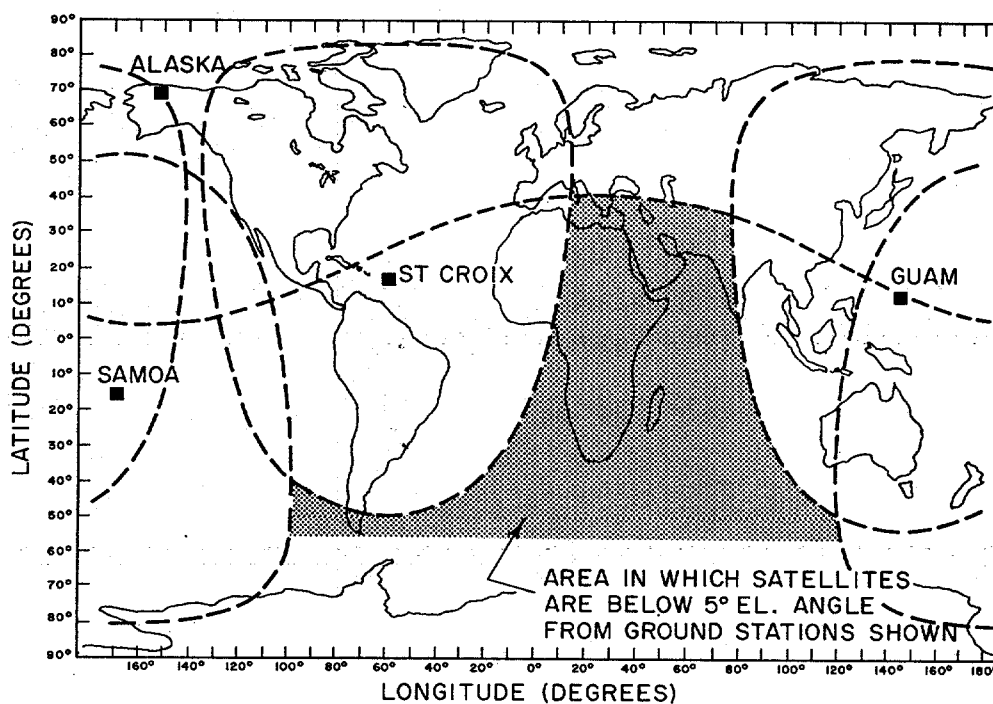 90°
80°
70°
60°
50°
40°
30°
20°
10°
0°
10°
20°
30°
40°
50°
60°
70°
80°
90°
LATITUDE (DEGREES)
ALASKA
ST CROIX
GUAM
SAMOA
AREA IN WHICH SATELLITES
ARE BELOW 5° EL. ANGLE
FROM GROUND STATIONS SHOWN
160° 140° 120° 100° 80° 60° 40° 20° 0° 20° 40° 60° 80° 100° 120° 140° 160° 180°
LONGITUDE (DEGREES)